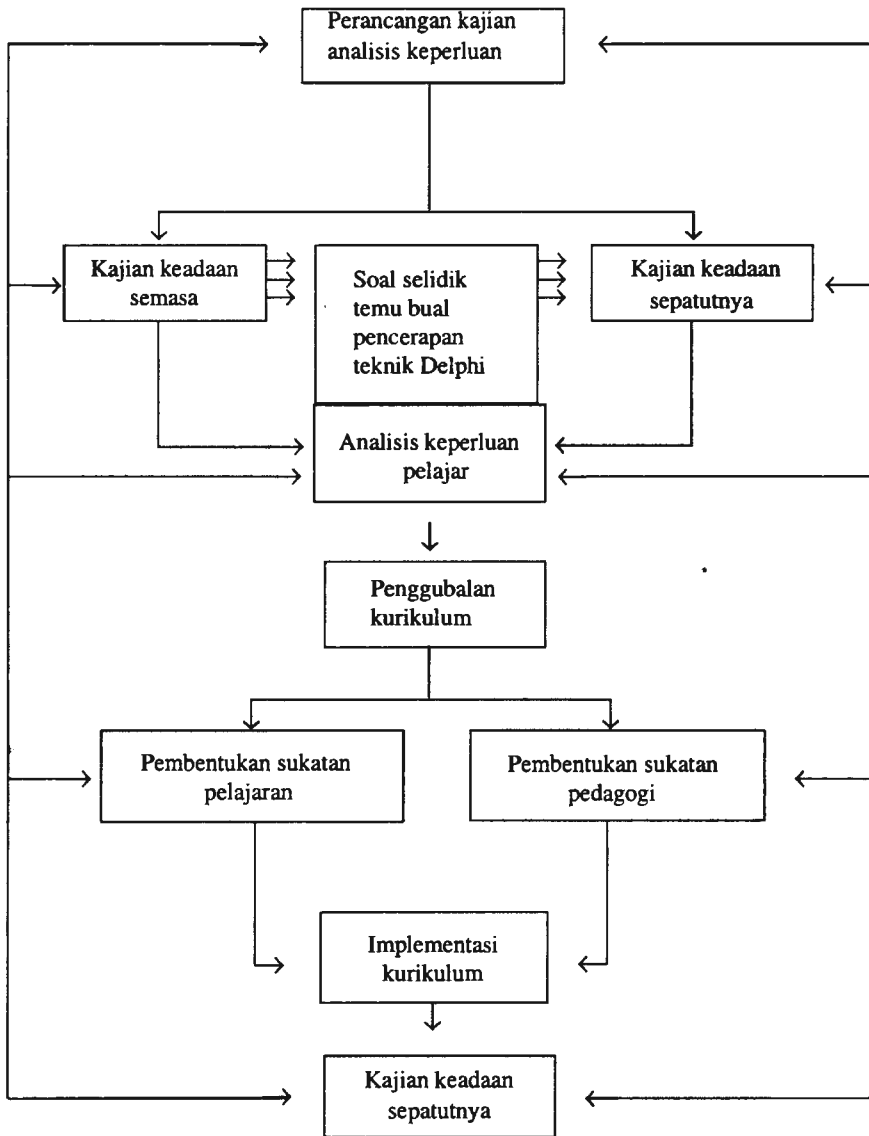 Perancangan kajian
analisis keperluan
Kajian keadaan
semasa
Soal selidik
temu bual
pencerapan
teknik Delphi
Kajian keadaan
sepatutnya
Analisis keperluan
pelajar
Penggubalan
kurikulum
Pembentukan sukatan
pelajaran
Pembentukan sukatan
pedagogi
Implementasi
kurikulum
Kajian keadaan
sepatutnya